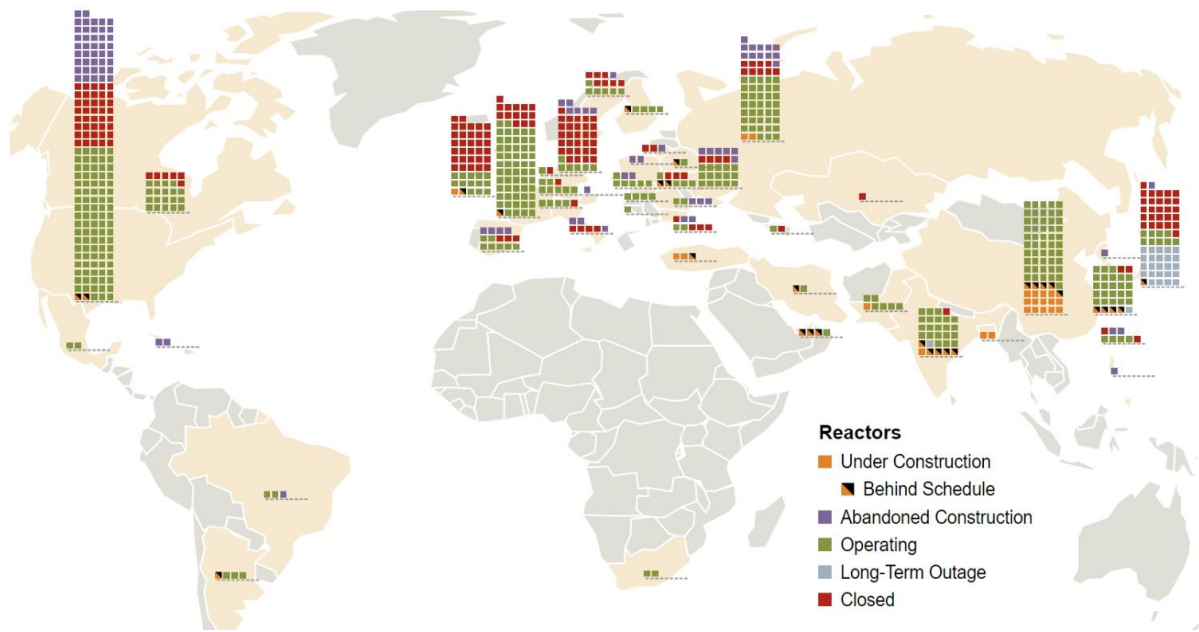 Reactors
Under Construction
Behind Schedule
Abandoned Construction
Operating
Long-Term Outage
Closed